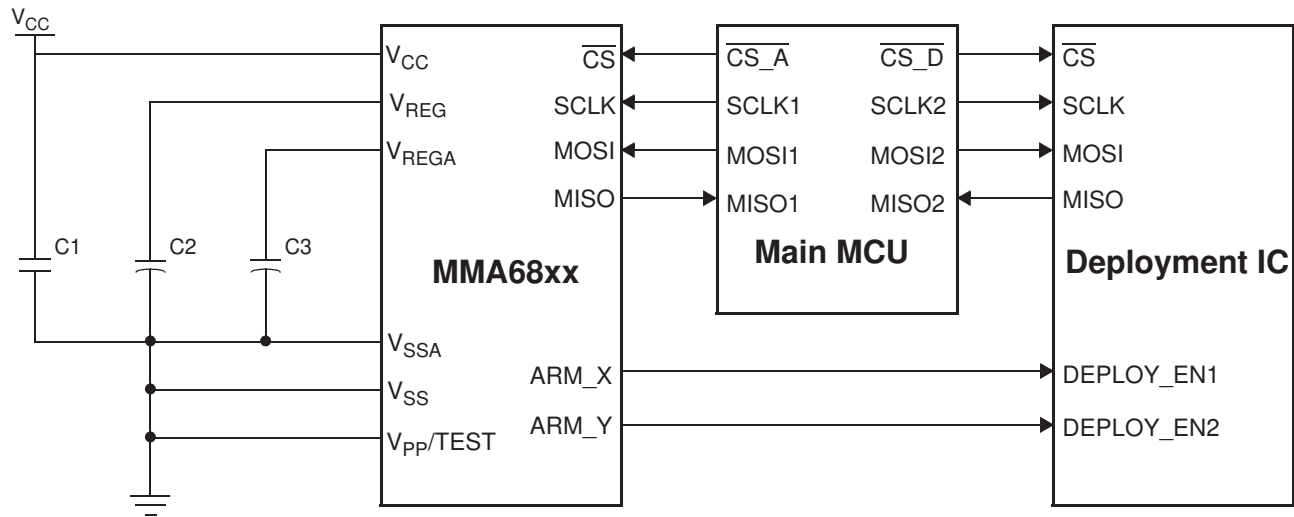 VCC
VCC
VREG
VREGA
C1
C2
C3
VSSA
VSS
VPP/TEST
CS
SCLK
MOSI
MISO
MMA68xx
ARM_X
ARM_Y
CS_A
SCLK1
MOSI1
MISO1
CS_D
SCLK2
MOSI2
MISO2
Main MCU
CS
SCLK
MOSI
MISO
Deployment IC
DEPLOY_EN1
DEPLOY_EN2